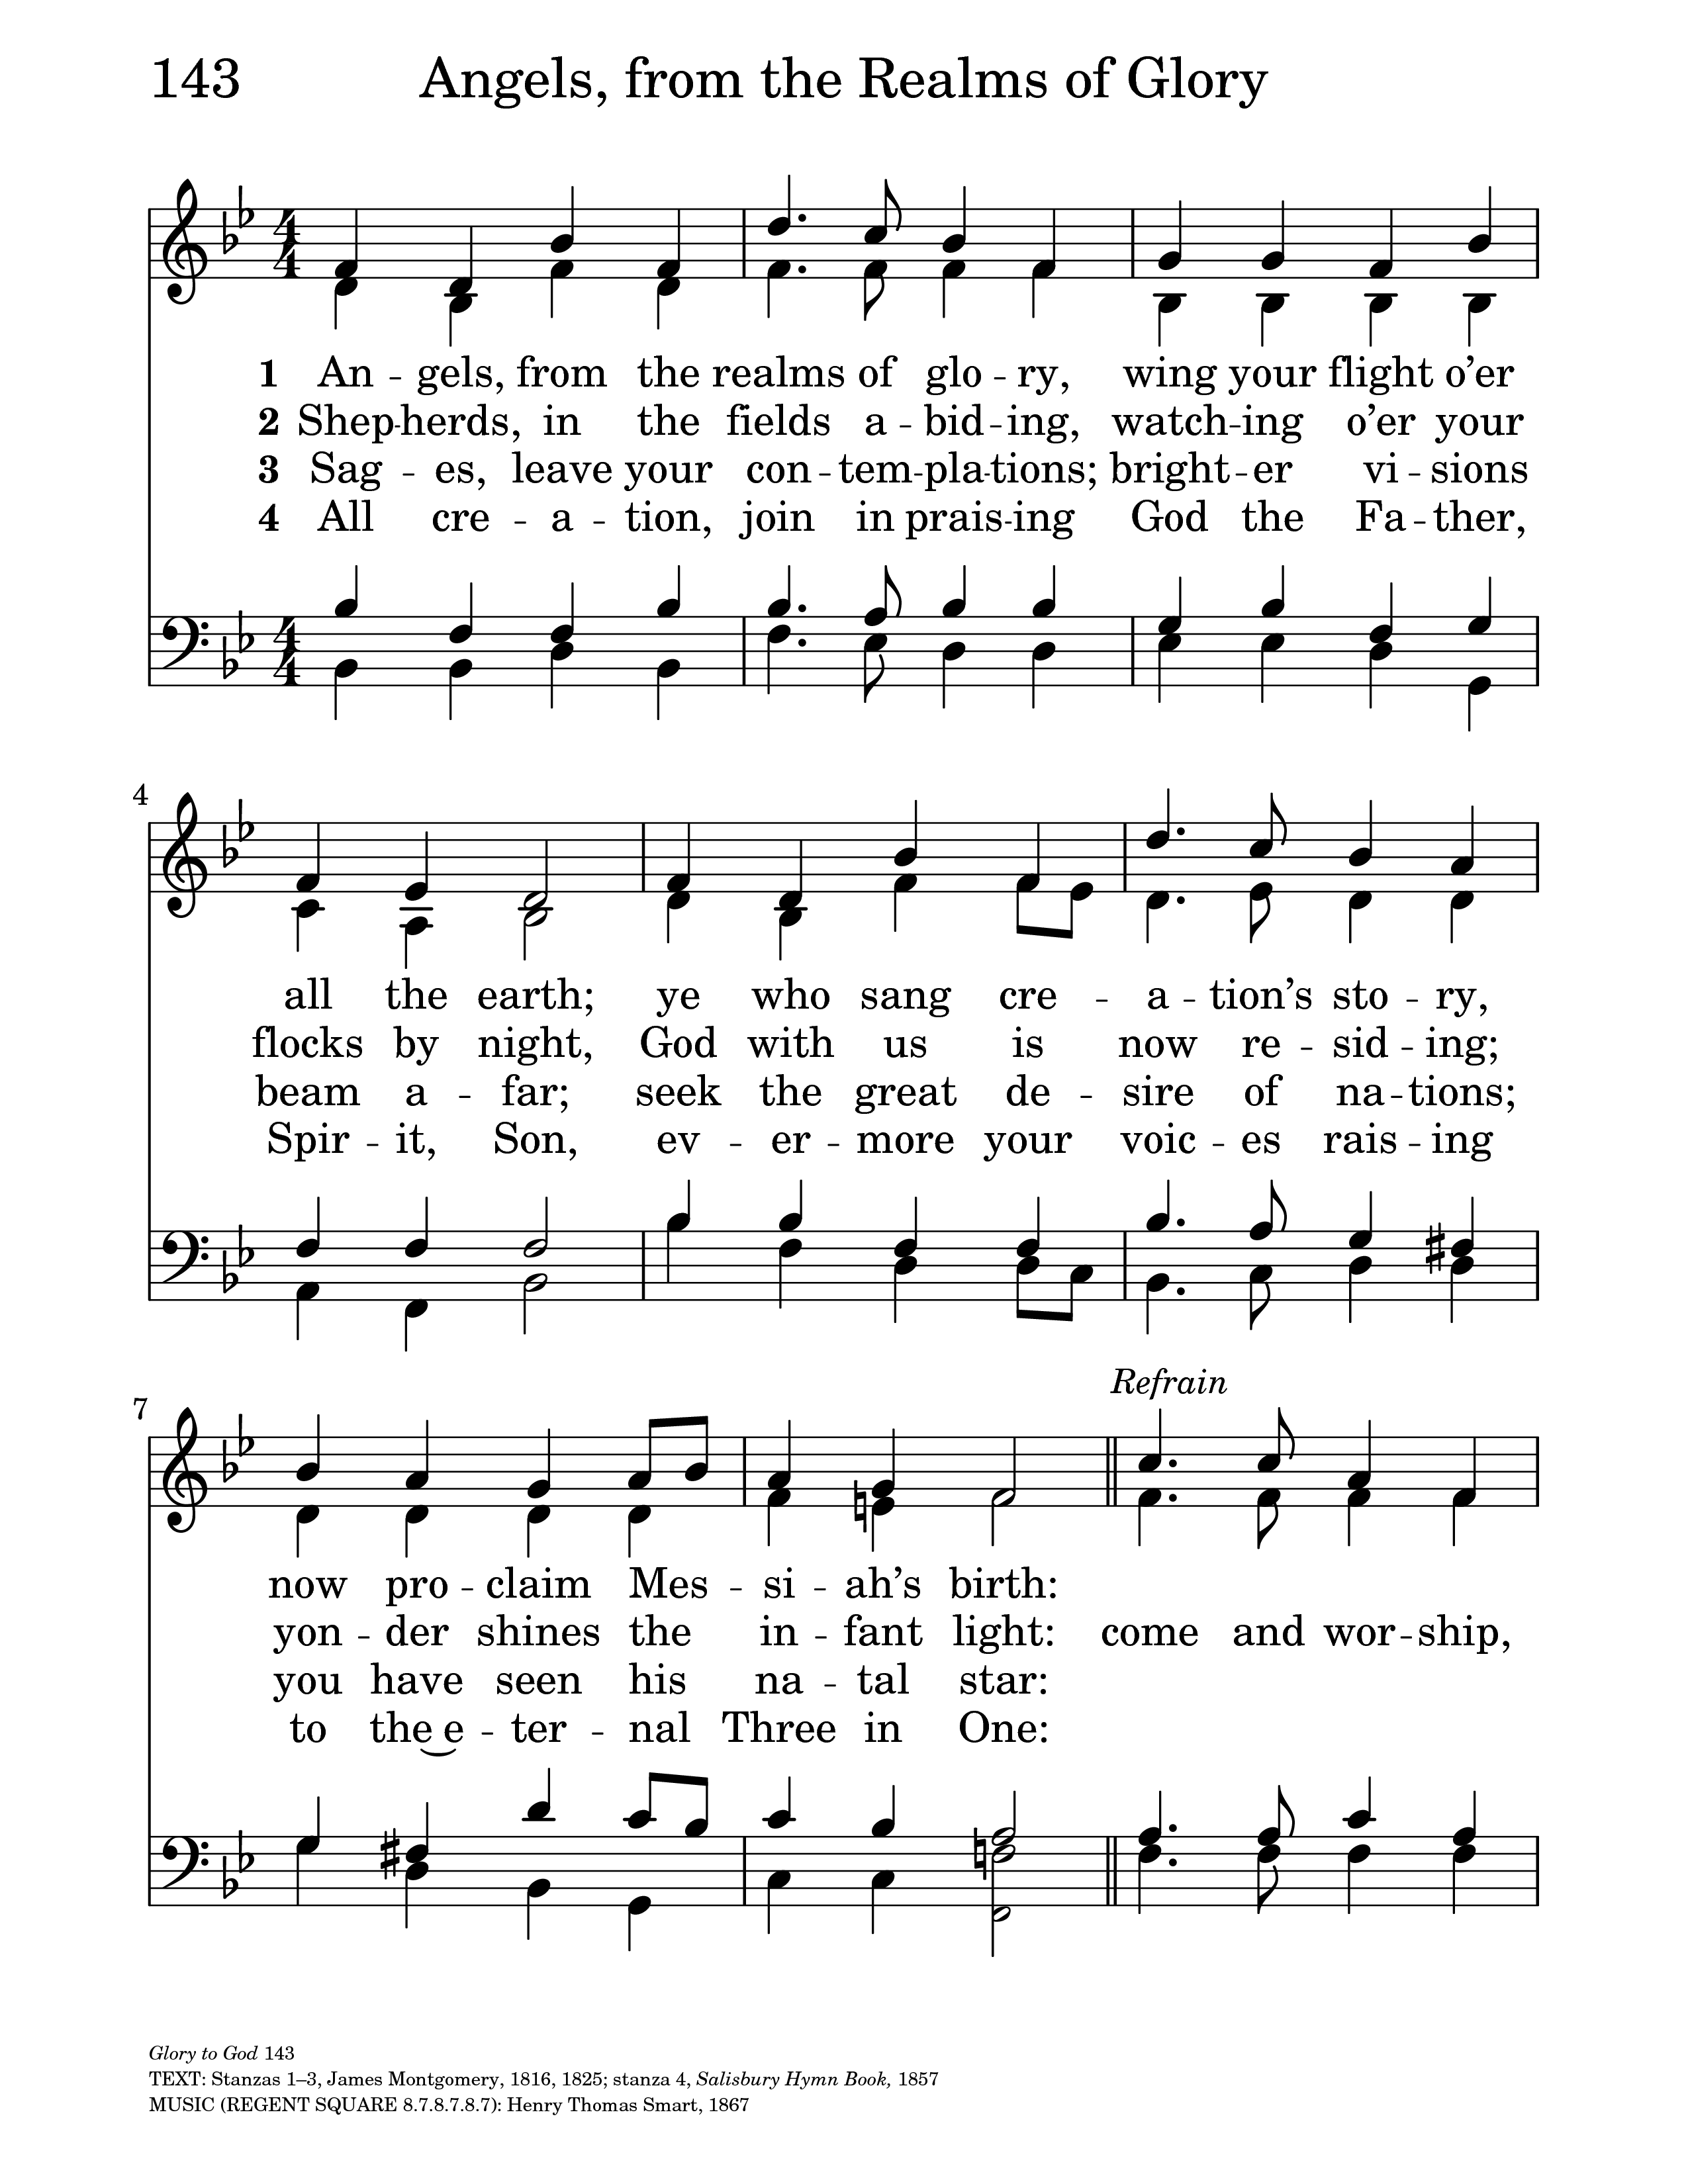 143 Angels, from the Realms of Glory
4
4
1 An - gels, from the realms of glo - ry, wing your flight o’er
2 Shep - herds, in the fields a - bid - ing, watch - ing o’er your
3 Sag - es, leave your con - tem - pla - tions; bright - er vi - sions
4 All cre - a - tion, join in prais - ing God the Fa - ther,
4
4
4
all the earth; ye who sang cre - a - tion’s sto - ry,
flocks by night, God with us is now re - sid - ing;
beam a - far; seek the great de - sire of na - tions;
Spir - it, Son, ev - er - more your voic - es rais - ing
Refrain
7
now pro - claim Mes - si - ah’s birth:
yon - der shines the in - fant light: come and wor - ship,
you have seen his na - tal star:
to the‿e - ter - nal Three in One:
Glory to God 143
TEXT: Stanzas 1–3, James Montgomery, 1816, 1825; stanza 4, Salisbury Hymn Book, 1857
MUSIC (REGENT SQUARE 8.7.8.7.8.7): Henry Thomas Smart, 1867